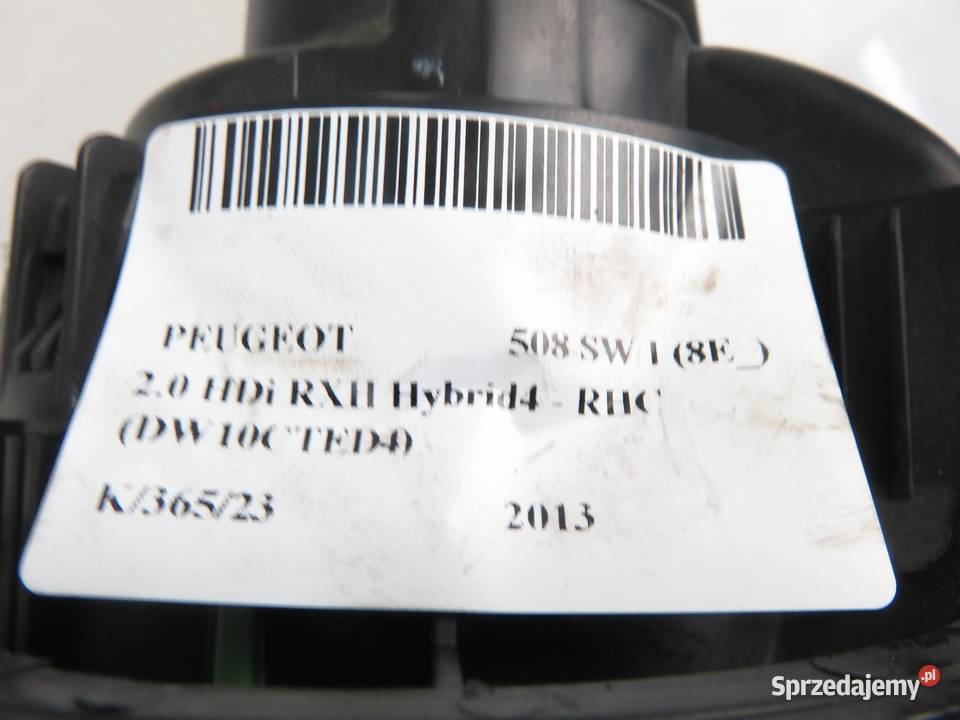 PEUGEOT 508 SW I (8E_)
2.0 HDi RXH Hybrid4 - RHC
(DW10CTED4)
K/365/23 2013
Sprzedajemy.pl